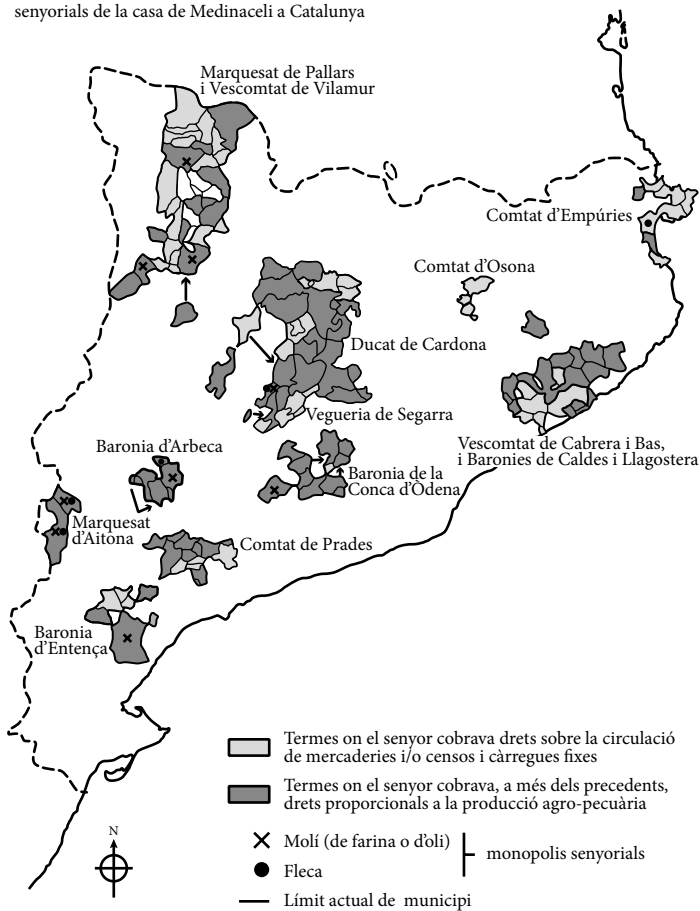 senyorials de la casa de Medinaceli a Catalunya
Marquesat de Pallars
i Vescomtat de Vilamur
Comtat d'Empúries
Comtat d'Osona
Ducat de Cardona
Vegueria de Segarra
Vescomtat de Cabrera i Bas,
i Baronies de Caldes i Llagostera
Baronia d'Arbeca
Baronia de la
Conca d'Òdena
Marquesat
d'Aitona
Comtat de Prades
Baronia
d'Entença
Termes on el senyor cobrava drets sobre la circulació
de mercaderies i/o censos i càrregues fixes
Termes on el senyor cobrava, a més dels precedents,
drets proporcionals a la producció agro-pecuària
N
Molí (de farina o d'oli)
Fleca
monopolis senyorials
Límit actual de municipi